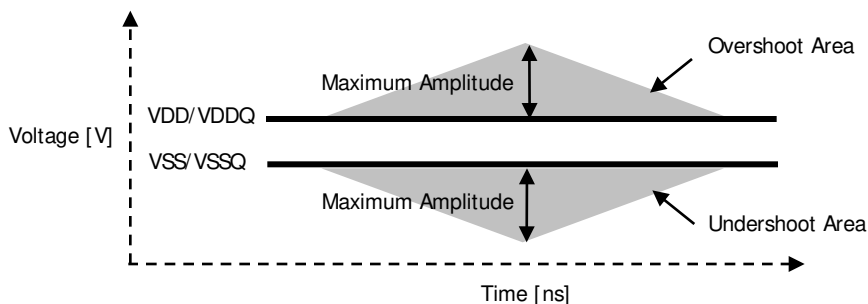 Overshoot Area
Maximum Amplitude
VDD/VDDQ
Voltage [V]
VSS/VSSQ
Maximum Amplitude
Undershoot Area
Time [ns]